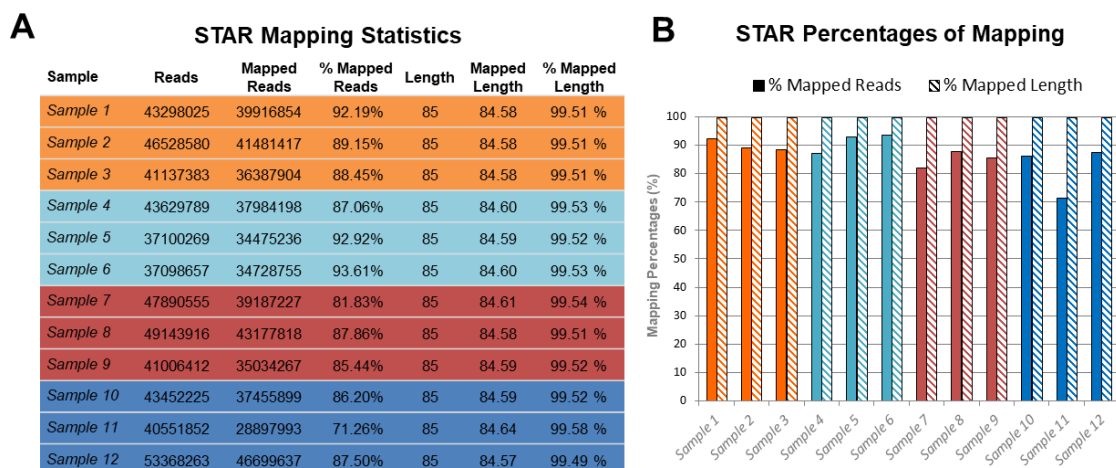 A
STAR Mapping Statistics
Sample Reads Mapped Reads % Mapped Reads Length Mapped Length % Mapped Length
Sample 1 43298025 39916854 92.19% 85 84.58 99.51 %
Sample 2 46528580 41481417 89.15% 85 84.58 99.51 %
Sample 3 41137383 36387904 88.45% 85 84.58 99.51 %
Sample 4 43629789 37984198 87.06% 85 84.60 99.53 %
Sample 5 37100269 34475236 92.92% 85 84.59 99.52 %
Sample 6 37098657 34728755 93.61% 85 84.60 99.53 %
Sample 7 47890555 39187227 81.83% 85 84.61 99.54 %
Sample 8 49143916 43177818 87.86% 85 84.58 99.51 %
Sample 9 41006412 35034267 85.44% 85 84.59 99.52 %
Sample 10 43452225 37455899 86.20% 85 84.59 99.52 %
Sample 11 40551852 28897993 71.26% 85 84.64 99.58 %
Sample 12 53368263 46699637 87.50% 85 84.57 99.49 %
B
STAR Percentages of Mapping
% Mapped Reads % Mapped Length
Mapping Percentages (%)
100
90
80
70
60
50
40
30
20
10
0
Sample 1 Sample 2 Sample 3 Sample 4 Sample 5 Sample 6 Sample 7 Sample 8 Sample 9 Sample 10 Sample 11 Sample 12